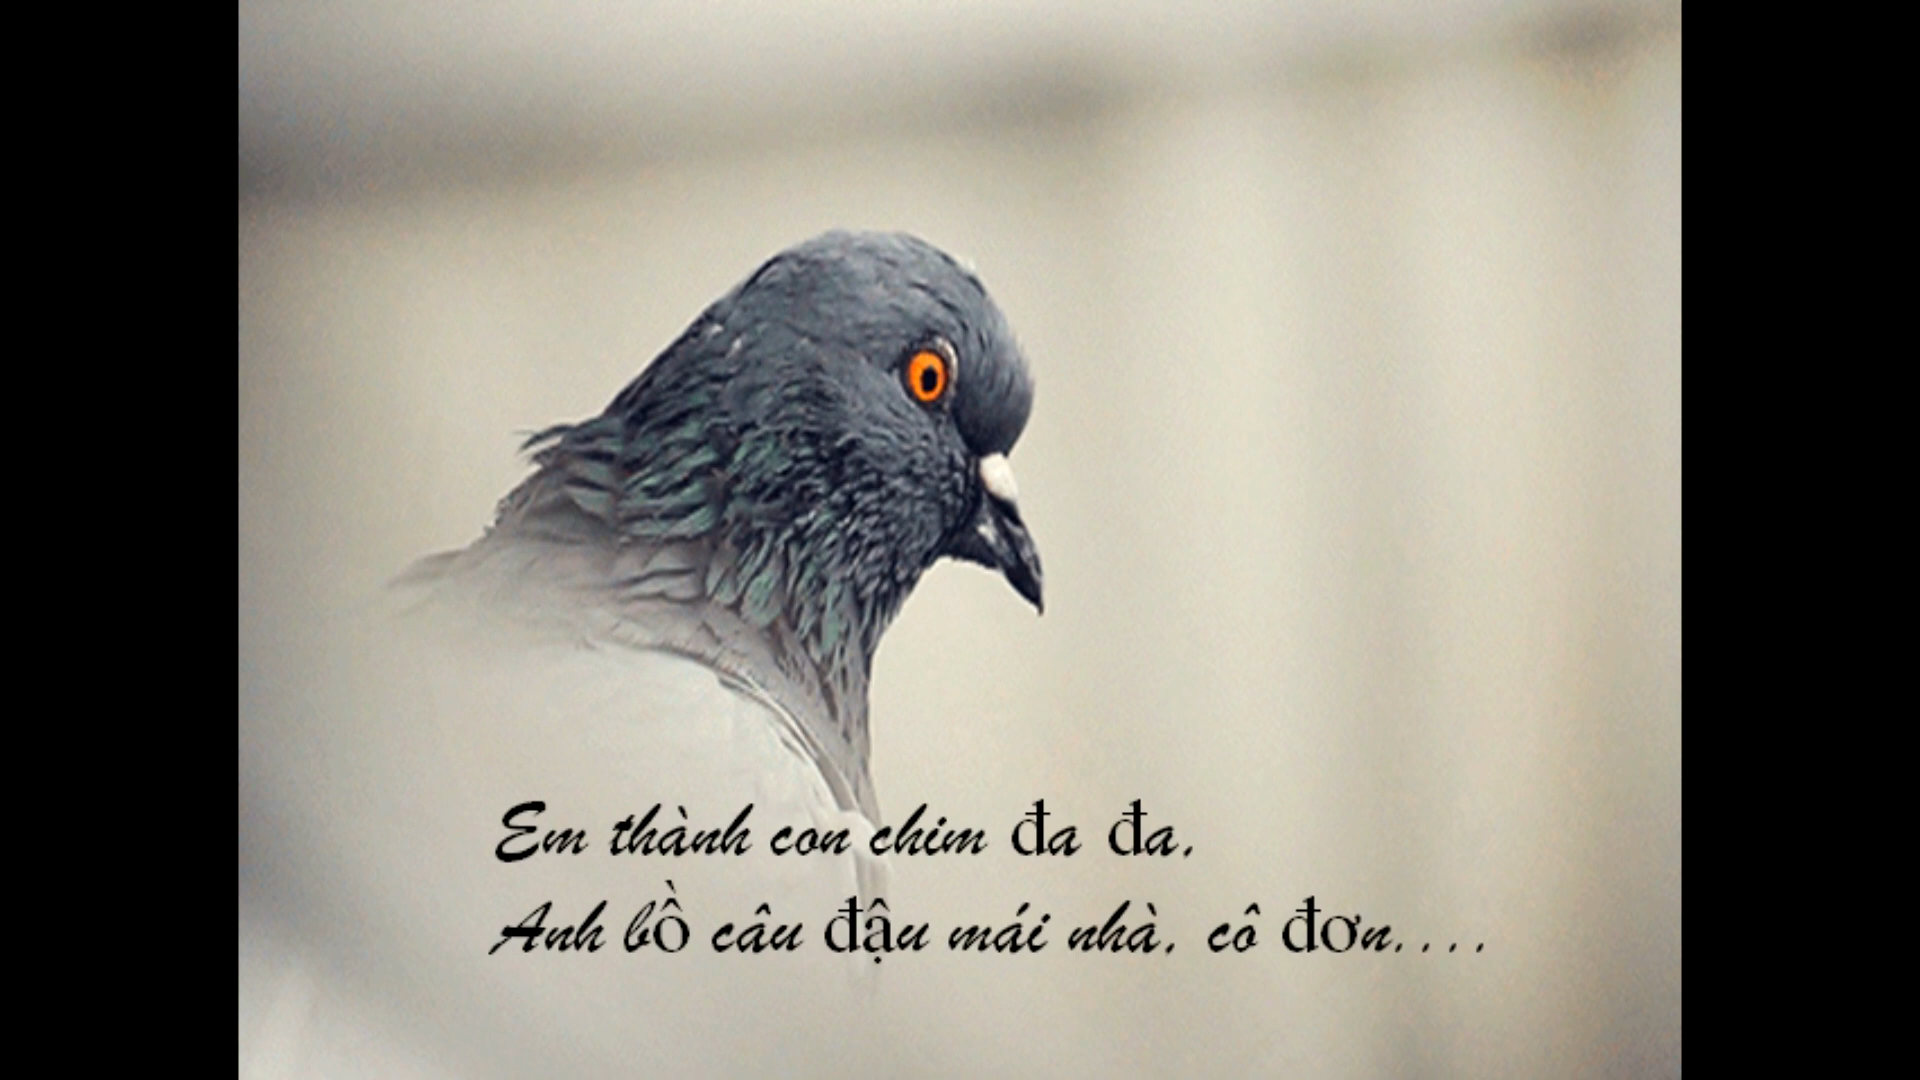 Em thành con chim đa đa,
Anh bồ câu đậu mái nhà, cô đơn....